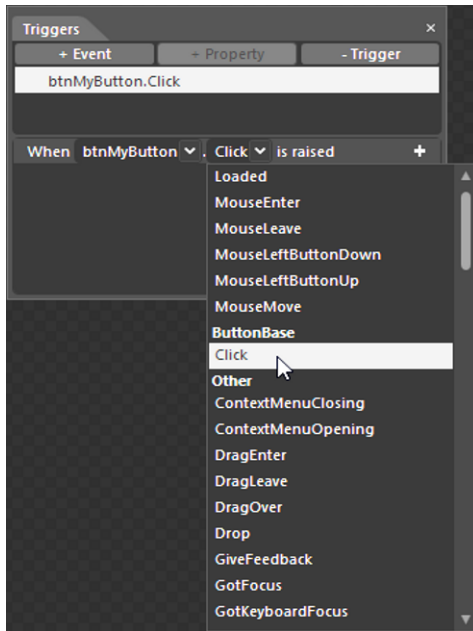 Triggers ×
+ Event + Property - Trigger
btnMyButton.Click
When btnMyButton . Click is raised +
Loaded
MouseEnter
MouseLeave
MouseLeftButtonDown
MouseLeftButtonUp
MouseMove
ButtonBase
Click
Other
ContextMenuClosing
ContextMenuOpening
DragEnter
DragLeave
DragOver
Drop
GiveFeedback
GotFocus
GotKeyboardFocus